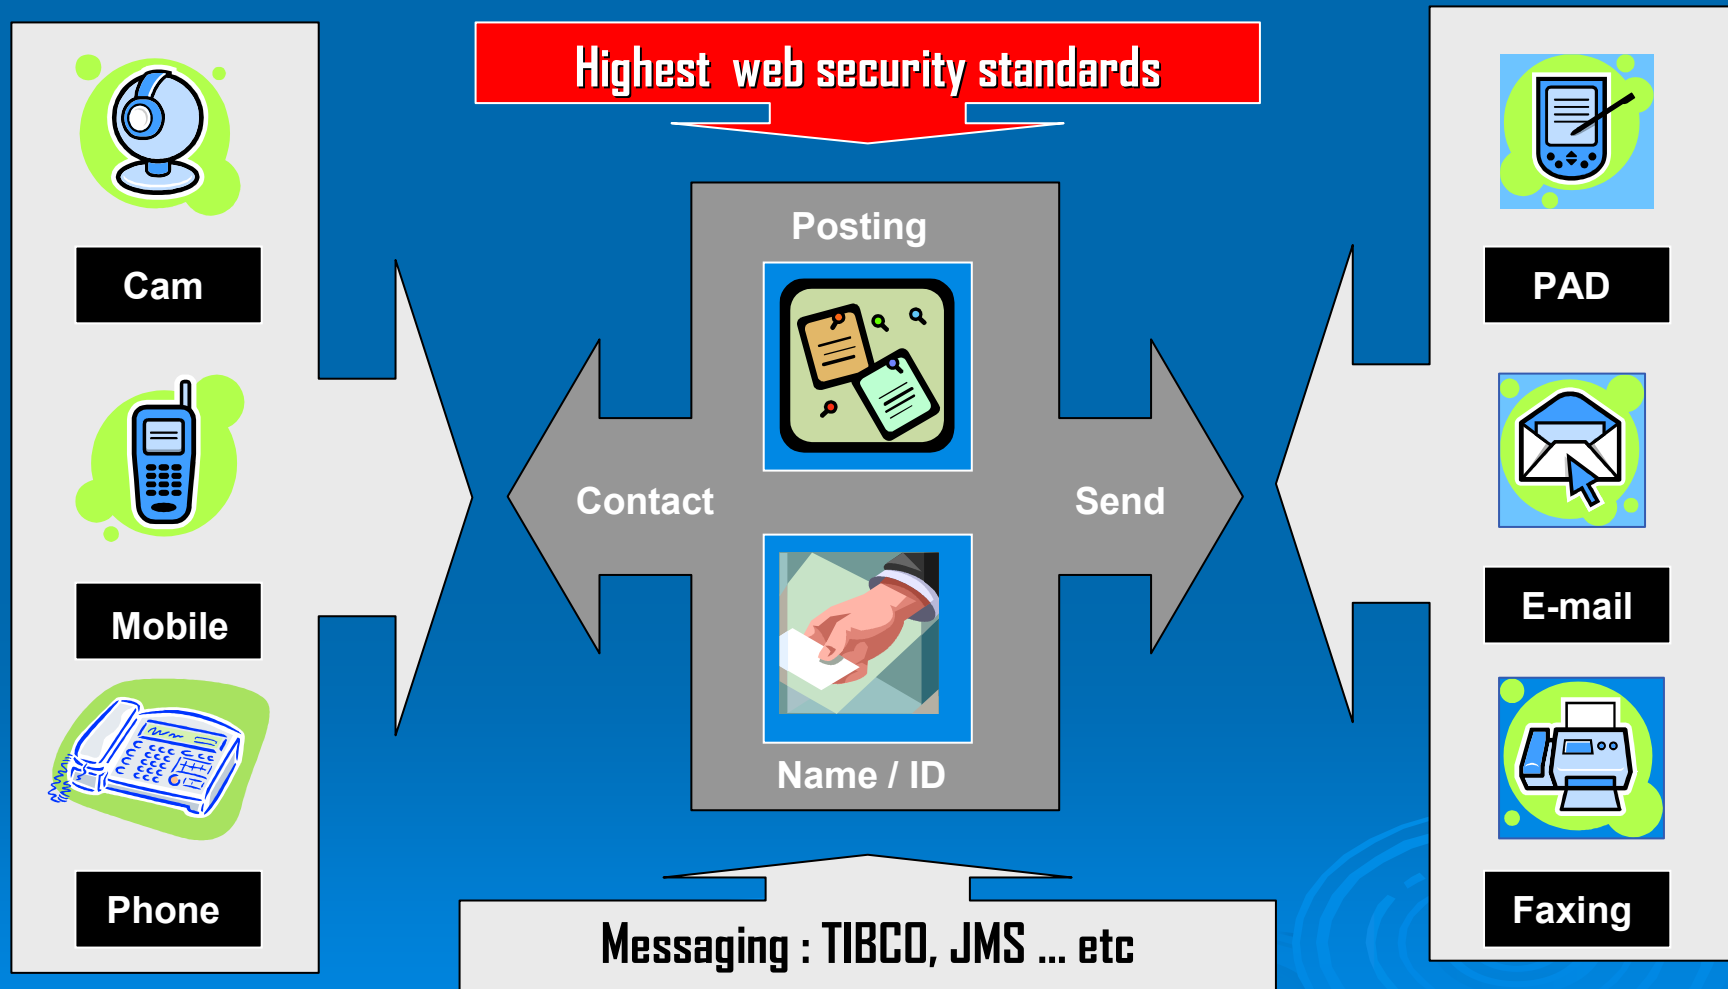 Highest web security standards
Cam
Mobile
Phone
Posting
Contact
Send
Name / ID
PAD
E-mail
Faxing
Messaging : TIBCO, JMS ... etc